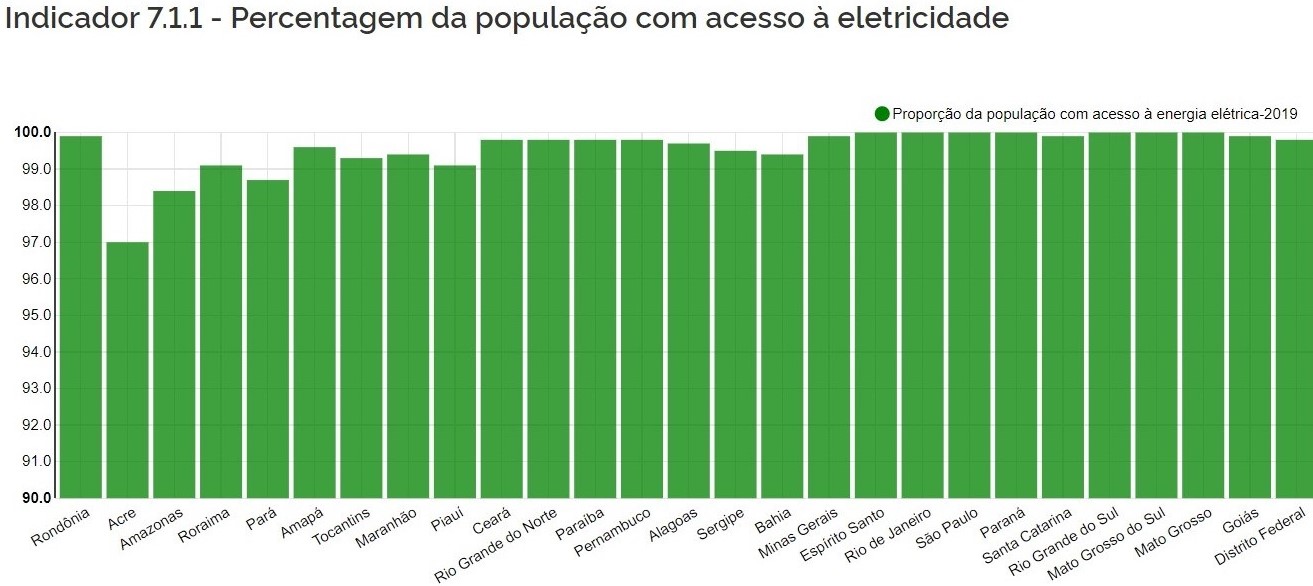 Indicador 7.1.1 - Percentagem da população com acesso à eletricidade
Proporção da população com acesso à energia elétrica-2019
100.0
99.0
98.0
97.0
96.0
95.0
94.0
93.0
92.0
91.0
90.0
Rondônia
Acre
Amazonas
Roraima
Pará
Amapá
Tocantins
Maranhão
Piauí
Ceará
Rio Grande do Norte
Paraíba
Pernambuco
Alagoas
Sergipe
Bahia
Minas Gerais
Espírito Santo
Rio de Janeiro
São Paulo
Paraná
Santa Catarina
Rio Grande do Sul
Mato Grosso do Sul
Mato Grosso
Goiás
Distrito Federal